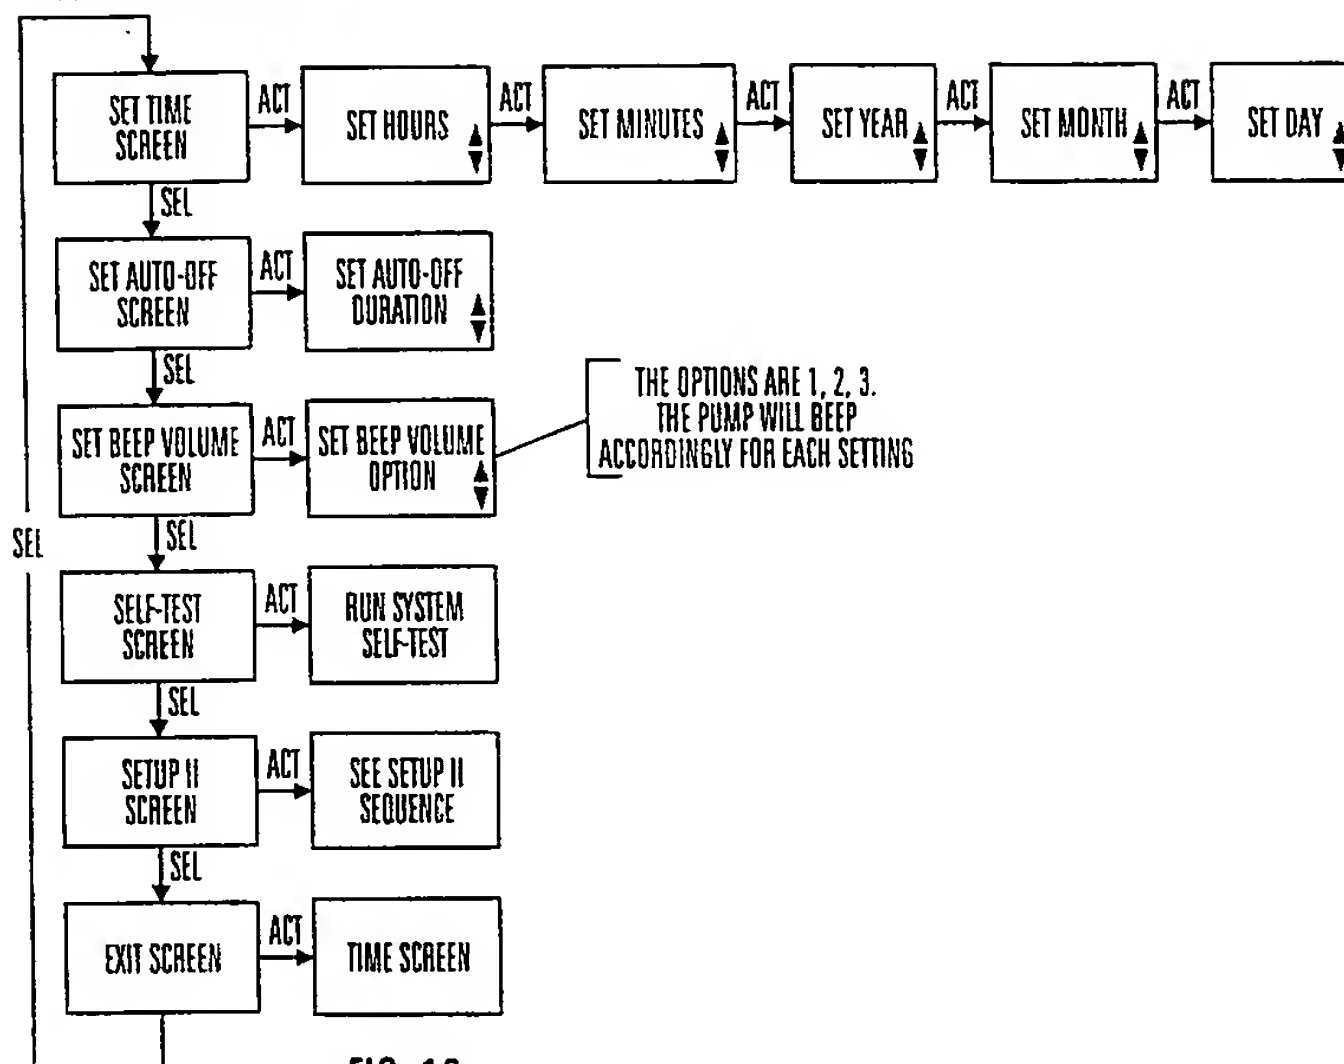 SET TIME
SCREEN
ACT
SET HOURS
ACT
SET MINUTES
ACT
SET YEAR
ACT
SET MONTH
ACT
SET DAY
SEL
SET AUTO-OFF
SCREEN
ACT
SET AUTO-OFF
DURATION
SEL
SET BEEP VOLUME
SCREEN
ACT
SET BEEP VOLUME
OPTION
THE OPTIONS ARE 1, 2, 3.
THE PUMP WILL BEEP
ACCORDINGLY FOR EACH SETTING
SEL
SEL
SELF-TEST
SCREEN
ACT
RUN SYSTEM
SELF-TEST
SEL
SETUP II
SCREEN
ACT
SEE SETUP II
SEQUENCE
SEL
EXIT SCREEN
ACT
TIME SCREEN